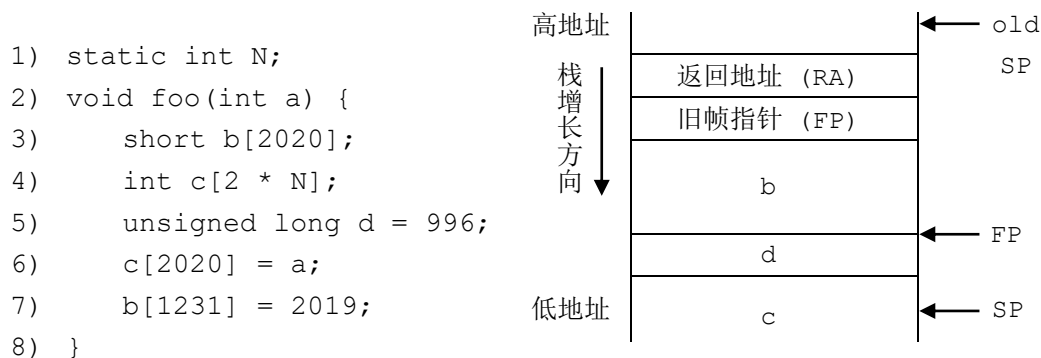 1) static int N;
2) void foo(int a) {
3) short b[2020];
4) int c[2 * N];
5) unsigned long d = 996;
6) c[2020] = a;
7) b[1231] = 2019;
8) }
高地址
栈增长方向
低地址
返回地址 (RA)
旧帧指针 (FP)
b
d
c
old
SP
FP
SP